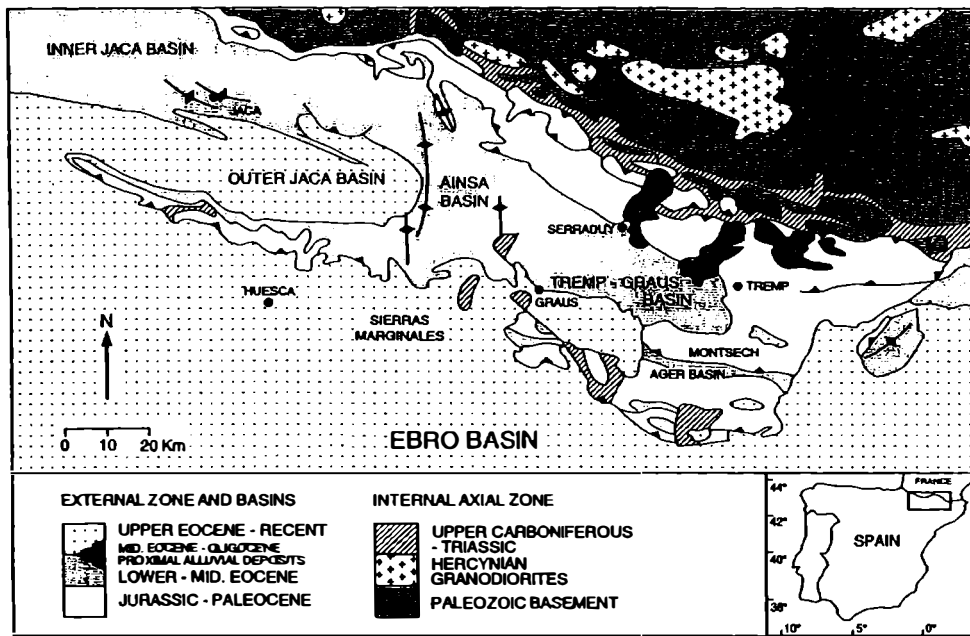 INNER JACA BASIN
JACA
OUTER JACA BASIN
AINSA
BASIN
SERRADUY
HUESCA
TREMP - GRAUS
BASIN
TREMP
GRAUS
SIERRAS
MARGINALES
MONTSECH
AGER BASIN
N
0 10 20 Km
EBRO BASIN
EXTERNAL ZONE AND BASINS
UPPER EOCENE - RECENT
MID. EOCENE - OLIGOCENE
PROXIMAL ALLUVIAL DEPOSITS
LOWER - MID. EOCENE
JURASSIC - PALEOCENE
INTERNAL AXIAL ZONE
UPPER CARBONIFEROUS
- TRIASSIC
HERCYNIAN
GRANODIORITES
PALEOZOIC BASEMENT
FRANCE
SPAIN
44°
42°
40°
38°
10° 5° 0°